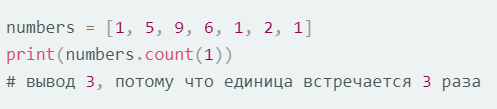 numbers = [1, 5, 9, 6, 1, 2, 1]
print(numbers.count(1))
# вывод 3, потому что единица встречается 3 раза